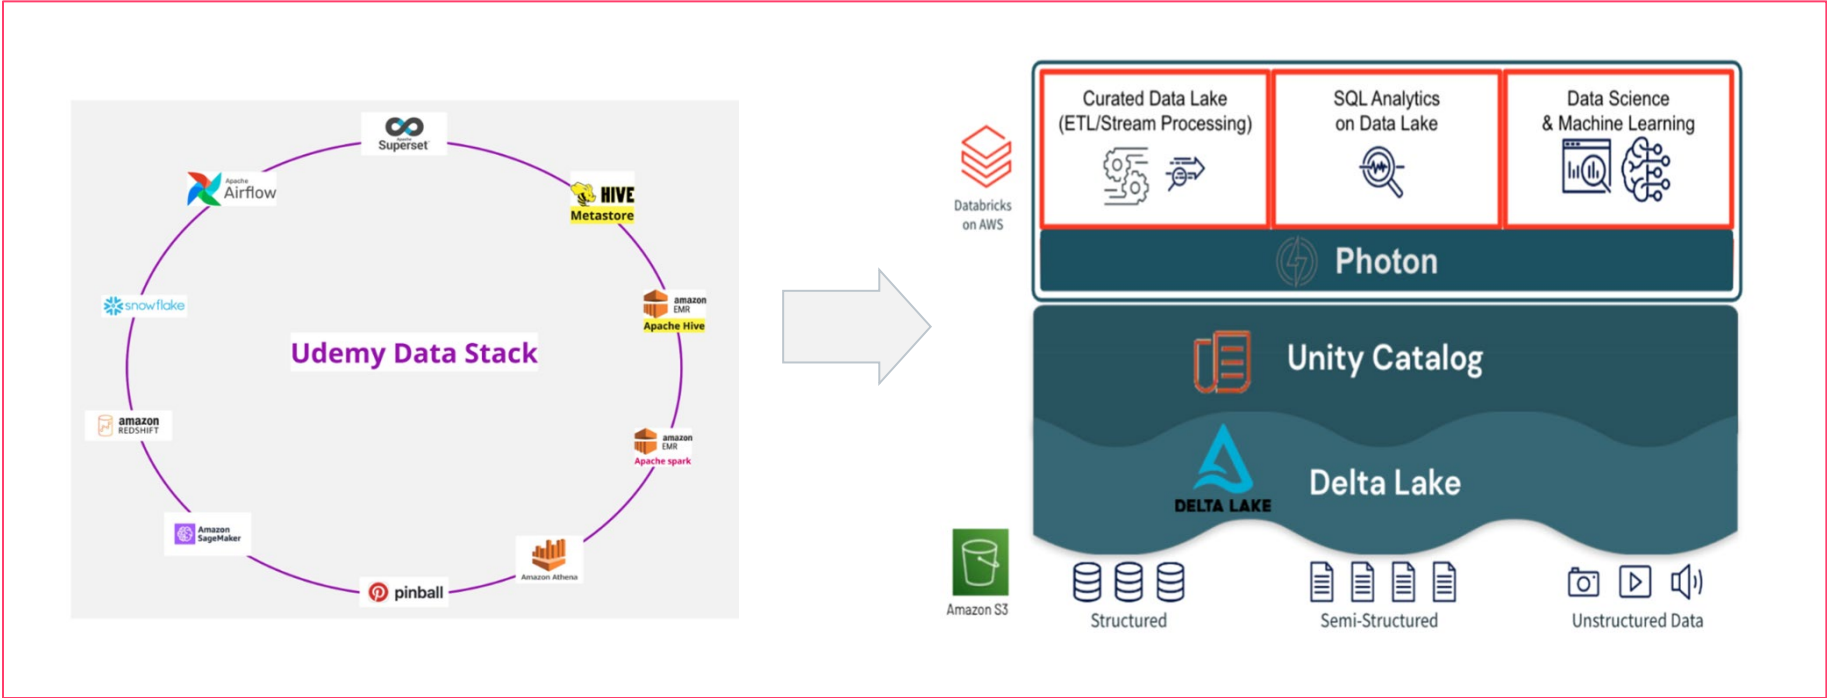 Apache
Superset
Apache
Airflow
HIVE
Metastore
snowflake
amazon
EMR
Apache Hive
Udemy Data Stack
amazon
REDSHIFT
amazon
EMR
Apache spark
Amazon
SageMaker
Amazon Athena
pinball
Databricks
on AWS
Curated Data Lake
(ETL/Stream Processing)
SQL Analytics
on Data Lake
Data Science
& Machine Learning
Photon
Unity Catalog
DELTA LAKE
Delta Lake
Amazon S3
Structured
Semi-Structured
Unstructured Data